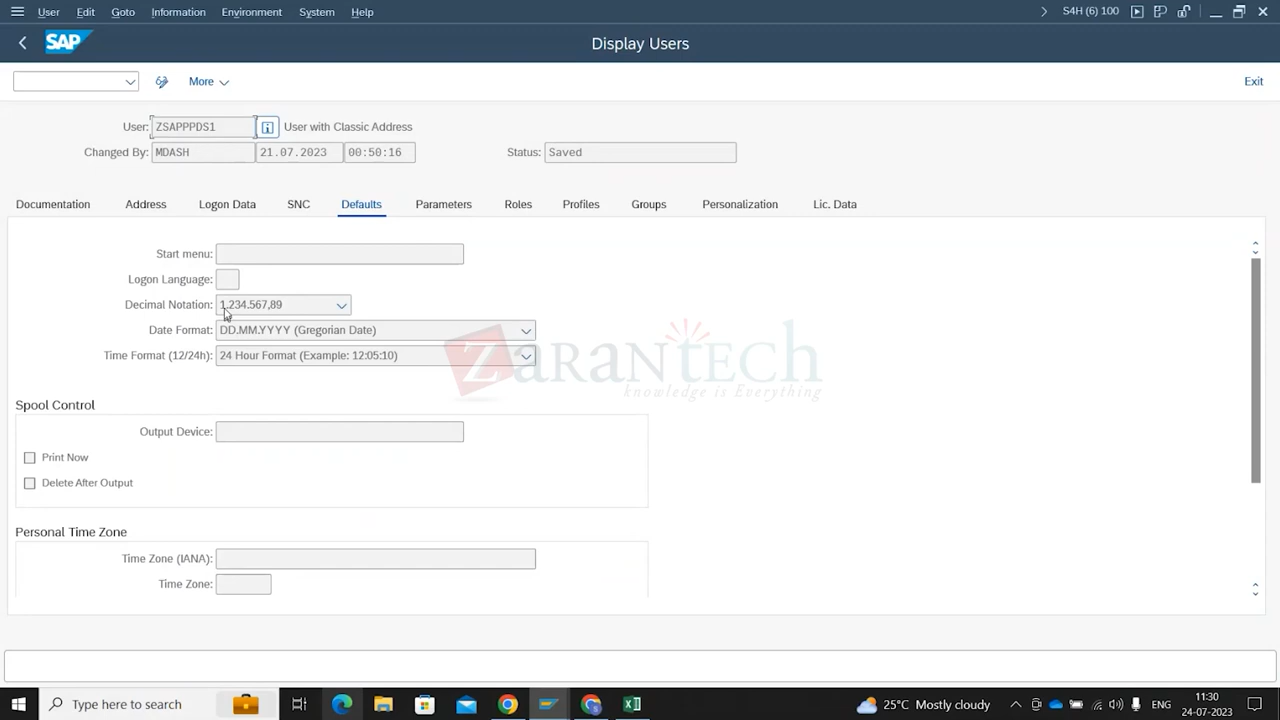 User Edit Goto Information Environment System Help S4H (6) 100
SAP Display Users
More Exit
User: ZSAPPPDS1 User with Classic Address
Changed By: MDASH 21.07.2023 00:50:16 Status: Saved
Documentation Address Logon Data SNC Defaults Parameters Roles Profiles Groups Personalization Lic. Data
Start menu:
Logon Language:
Decimal Notation: 1.234.567,89
Date Format: DD.MM.YYYY (Gregorian Date)
Time Format (12/24h): 24 Hour Format (Example: 12:05:10)
ZaranTech
knowledge is Everything
Spool Control
Output Device:
Print Now
Delete After Output
Personal Time Zone
Time Zone (IANA):
Time Zone:
Type here to search 25°C Mostly cloudy ENG 11:30
24-07-2023